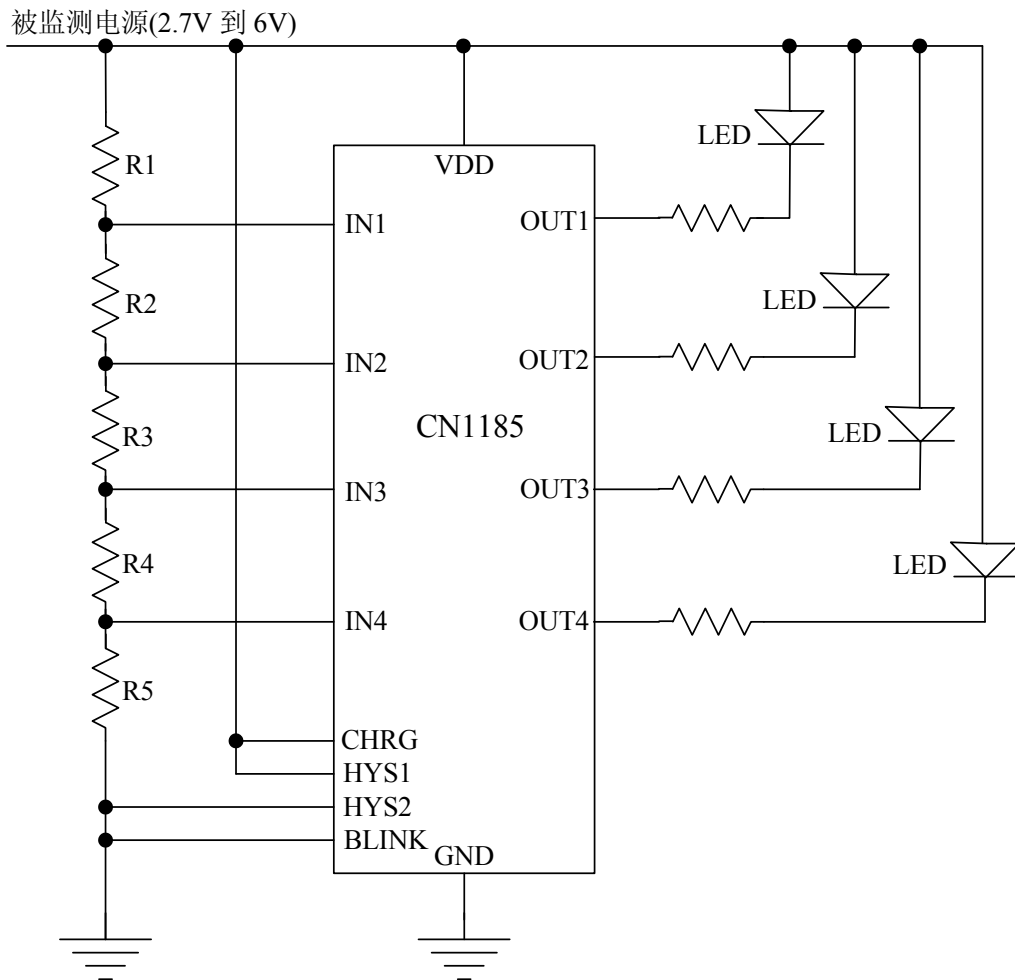 被监测电源(2.7V 到 6V)
LED
VDD
R1
IN1
OUT1
LED
R2
IN2
OUT2
CN1185
R3
LED
IN3
OUT3
R4
LED
IN4
OUT4
R5
CHRG
HYS1
HYS2
BLINK
GND